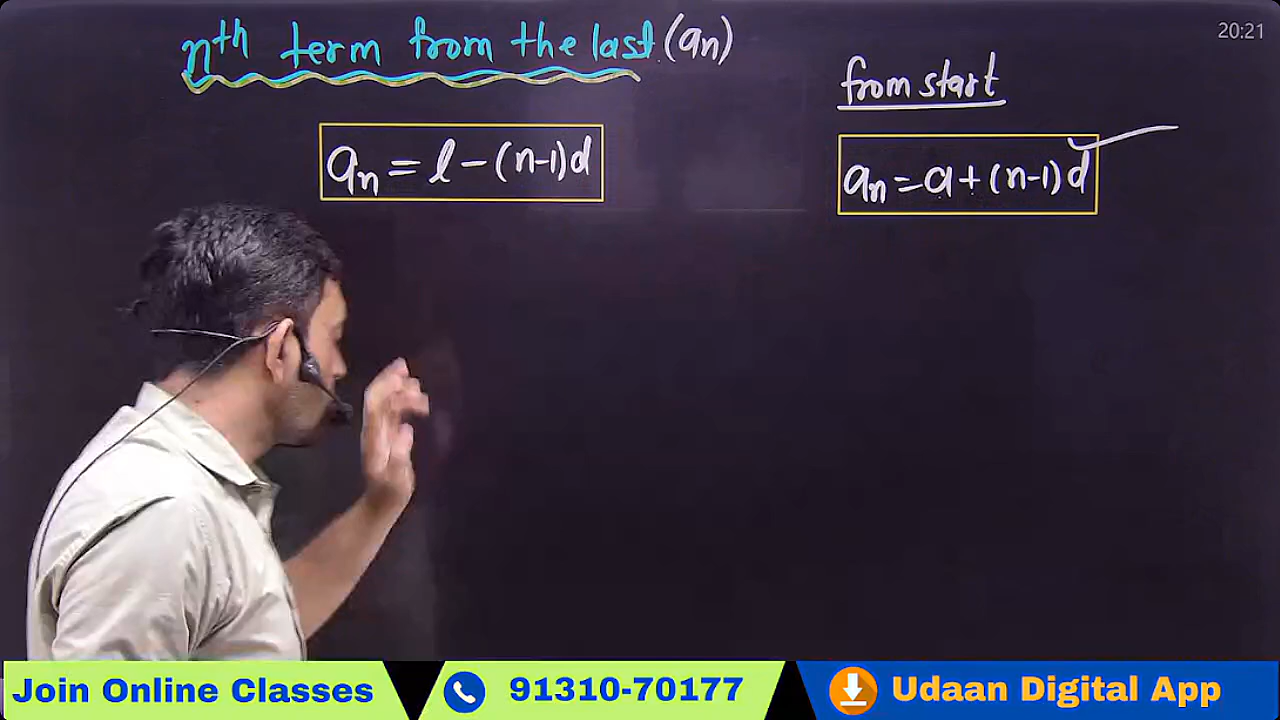 nth term from the last (an)
20:21
from start
an = l - (n-1)d
an = a + (n-1)d
Join Online Classes
91310-70177
Udaan Digital App